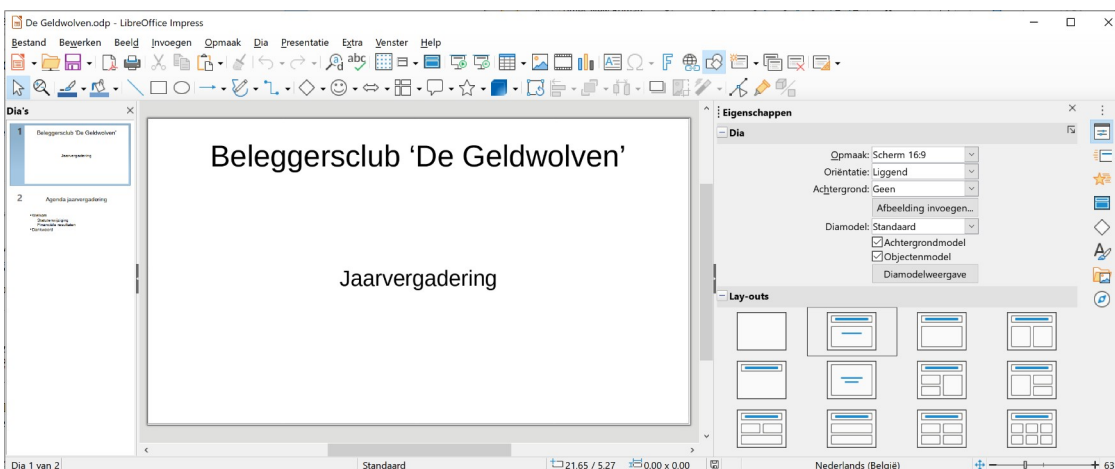 De Geldwolven.odp - LibreOffice Impress
Bestand Bewerken Beeld Invoegen Opmaak Dia Presentatie Extra Venster Help
Dia's
1
Beleggersclub 'De Geldwolven'
Jaarvergadering
2
Agenda jaarvergadering
Beleggersclub ‘De Geldwolven’
Jaarvergadering
Eigenschappen
Dia
Opmaak: Scherm 16:9
Oriëntatie: Liggend
Achtergrond: Geen
Afbeelding invoegen...
Diamodel: Standaard
Achtergrondmodel
Objectenmodel
Diamodelweergave
Lay-outs
Dia 1 van 2
Standaard
21.65 / 5.27
0.00 x 0.00
Nederlands (België)
63